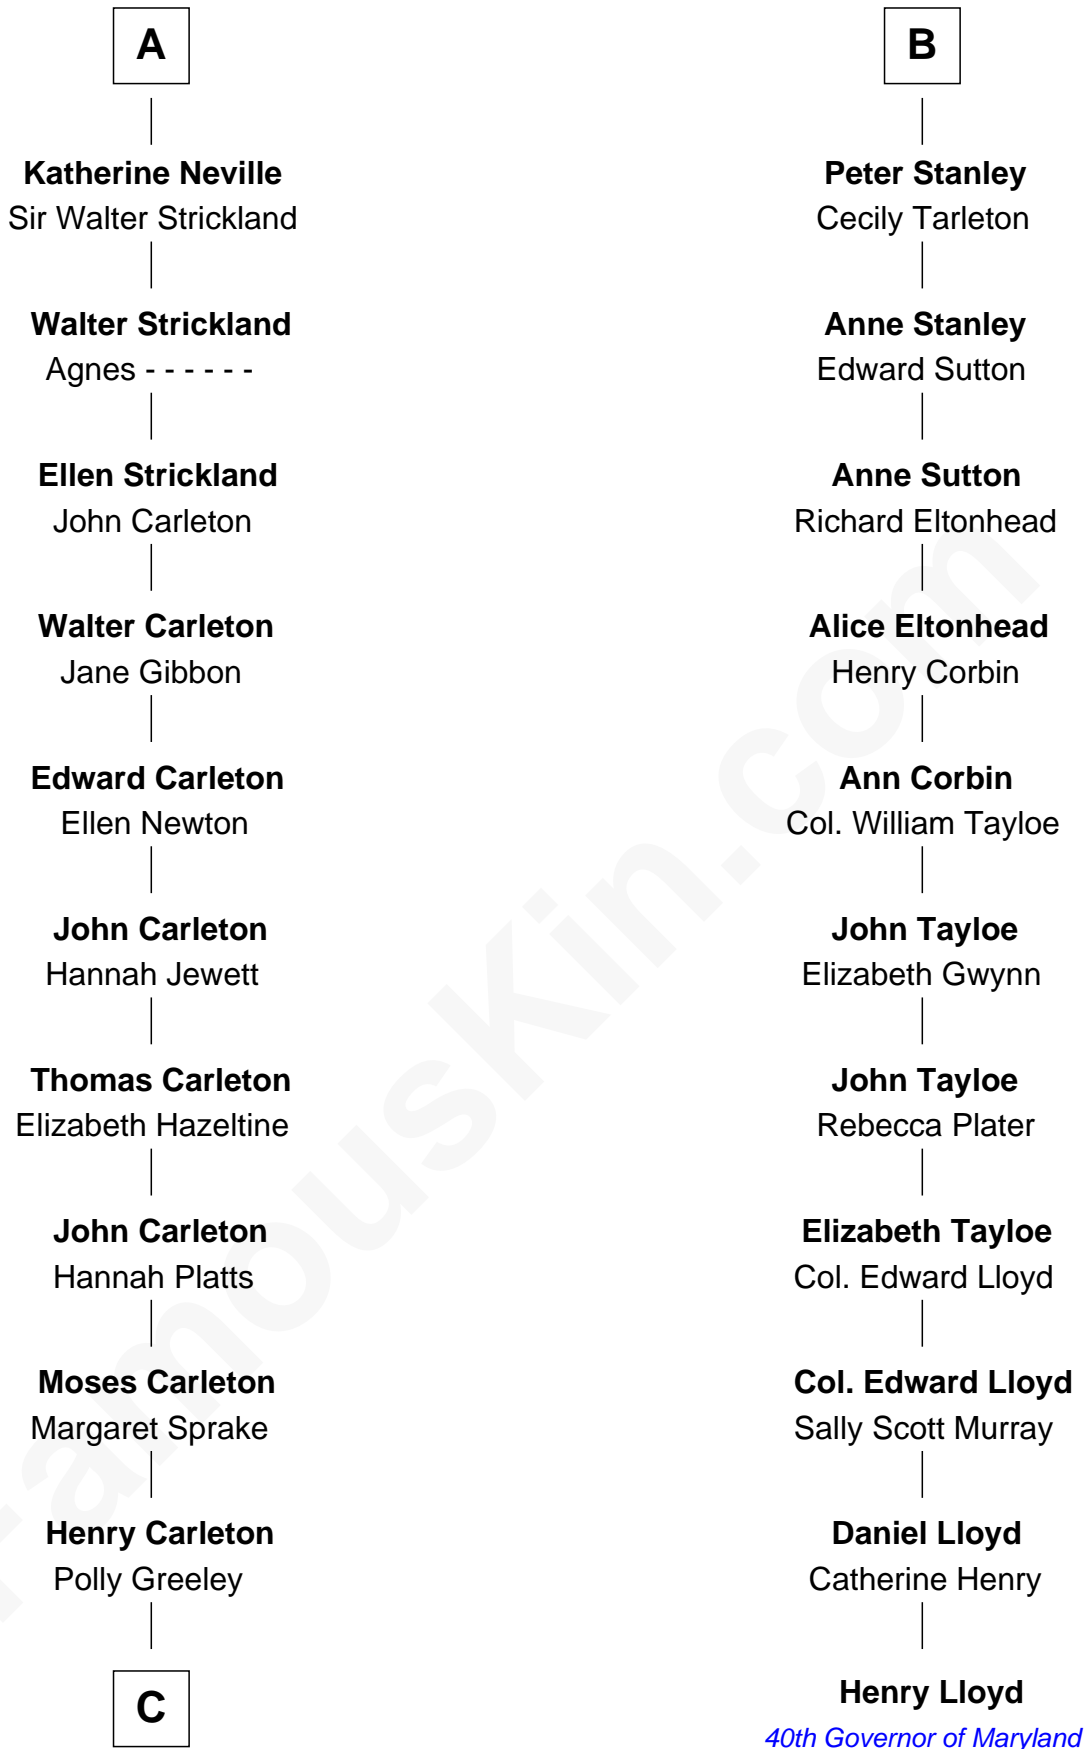 A
Katherine Neville
Sir Walter Strickland
Walter Strickland
Agnes - - - - - -
Ellen Strickland
John Carleton
Walter Carleton
Jane Gibbon
Edward Carleton
Ellen Newton
John Carleton
Hannah Jewett
Thomas Carleton
Elizabeth Hazeltine
John Carleton
Hannah Platts
Moses Carleton
Margaret Sprake
Henry Carleton
Polly Greeley
C
B
Peter Stanley
Cecily Tarleton
Anne Stanley
Edward Sutton
Anne Sutton
Richard Eltonhead
Alice Eltonhead
Henry Corbin
Ann Corbin
Col. William Tayloe
John Tayloe
Elizabeth Gwynn
John Tayloe
Rebecca Plater
Elizabeth Tayloe
Col. Edward Lloyd
Col. Edward Lloyd
Sally Scott Murray
Daniel Lloyd
Catherine Henry
Henry Lloyd
40th Governor of Maryland
FamousKin.com